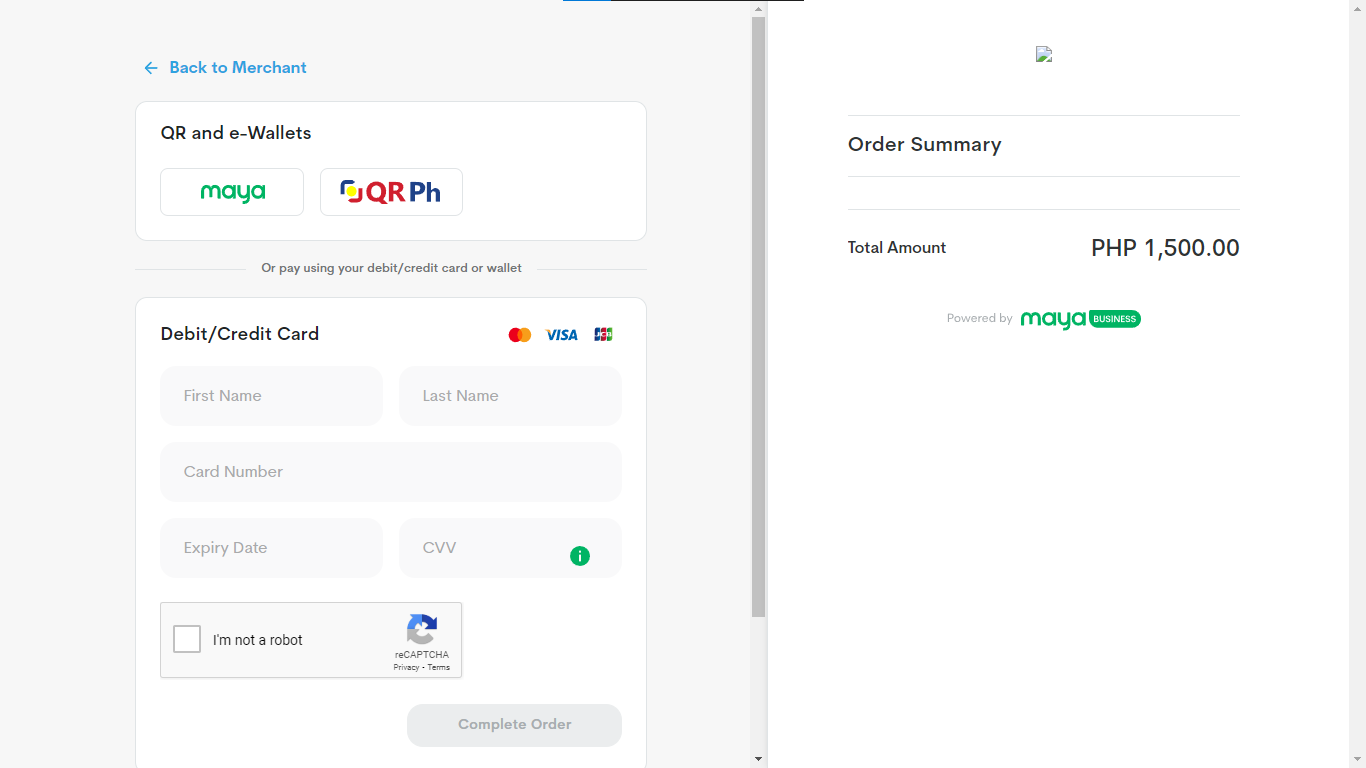 Back to Merchant
QR and e-Wallets
maya
QR Ph
Or pay using your debit/credit card or wallet
Debit/Credit Card
VISA
JCB
First Name
Last Name
Card Number
Expiry Date
CVV
i
I'm not a robot
reCAPTCHA
Privacy - Terms
Complete Order
Order Summary
Total Amount
PHP 1,500.00
Powered by maya BUSINESS